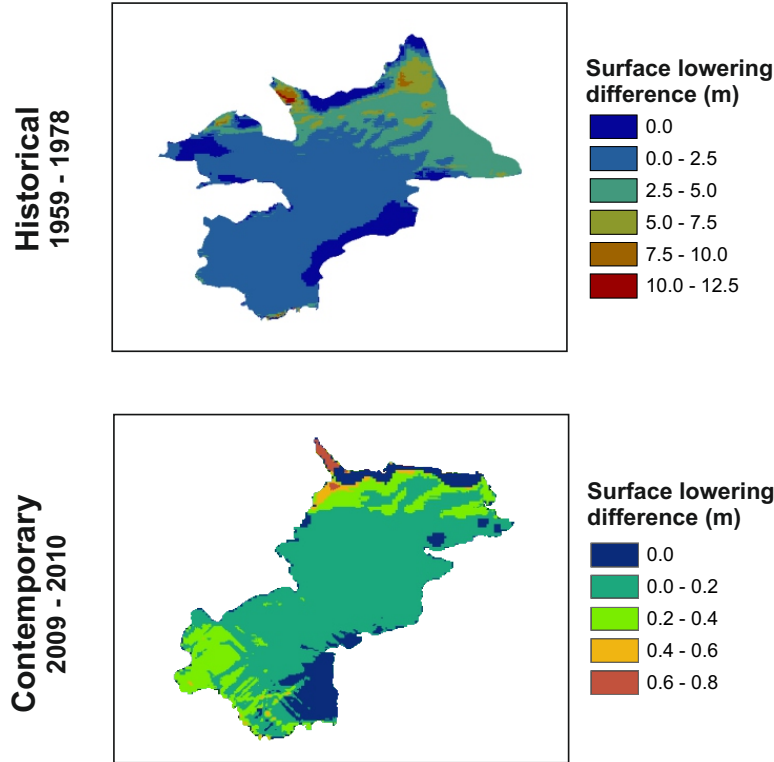 Historical
1959 - 1978
Surface lowering
difference (m)
0.0
0.0 - 2.5
2.5 - 5.0
5.0 - 7.5
7.5 - 10.0
10.0 - 12.5
Contemporary
2009 - 2010
Surface lowering
difference (m)
0.0
0.0 - 0.2
0.2 - 0.4
0.4 - 0.6
0.6 - 0.8